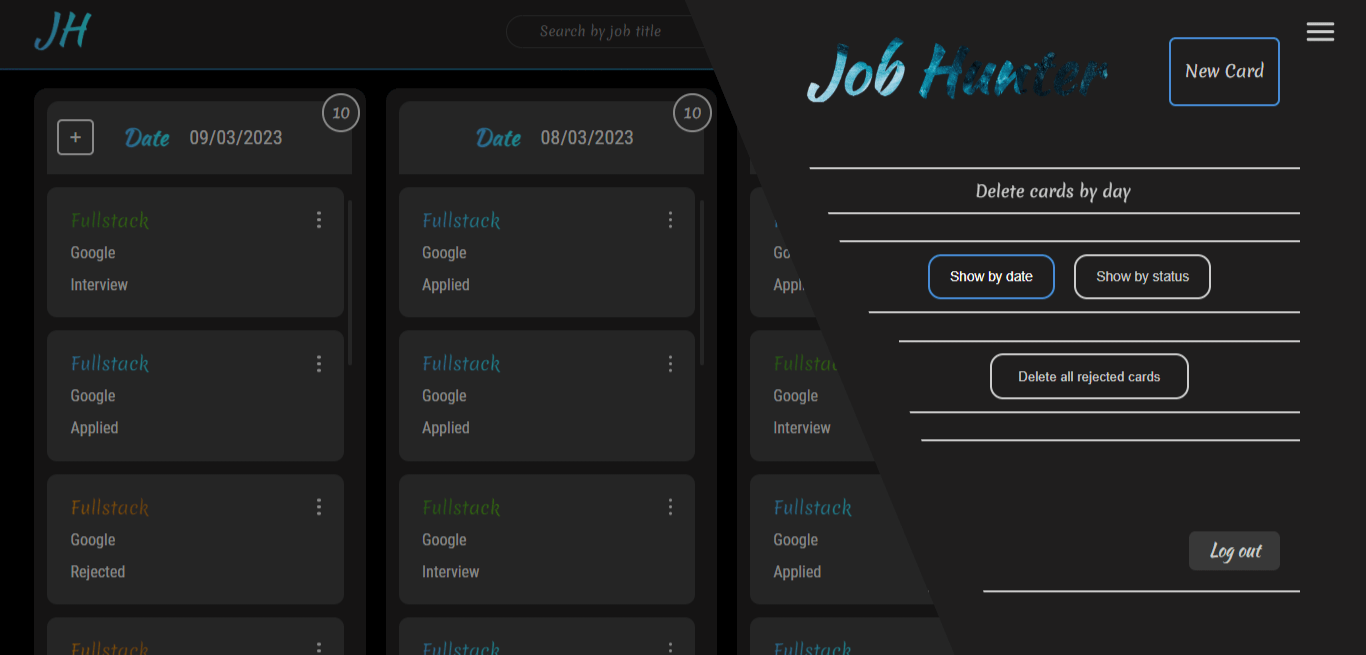 JH
Search by job title
+
Date 09/03/2023
10
Fullstack
Google
Interview
Fullstack
Google
Applied
Fullstack
Google
Rejected
Fullstack
Date 08/03/2023
10
Fullstack
Google
Applied
Fullstack
Google
Applied
Fullstack
Google
Interview
Fullstack
Google
Interview
Fullstack
Google
Applied
Fullstack
Job Hunter
New Card
Delete cards by day
Show by date
Show by status
Delete all rejected cards
Log out